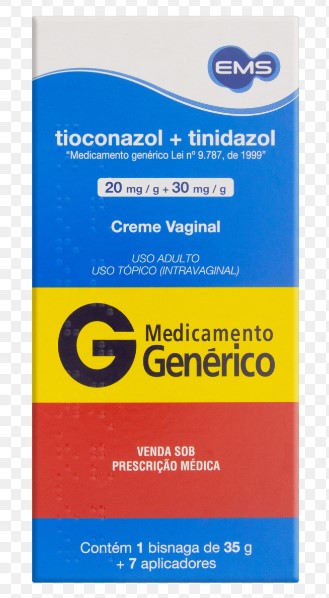 EMS
tioconazol + tinidazol
"Medicamento genérico Lei nº 9.787, de 1999"
20 mg / g + 30 mg / g
Creme Vaginal
USO ADULTO
USO TÓPICO (INTRAVAGINAL)
G Medicamento
Genérico
VENDA SOB
PRESCRIÇÃO MÉDICA
Contém 1 bisnaga de 35 g
+ 7 aplicadores